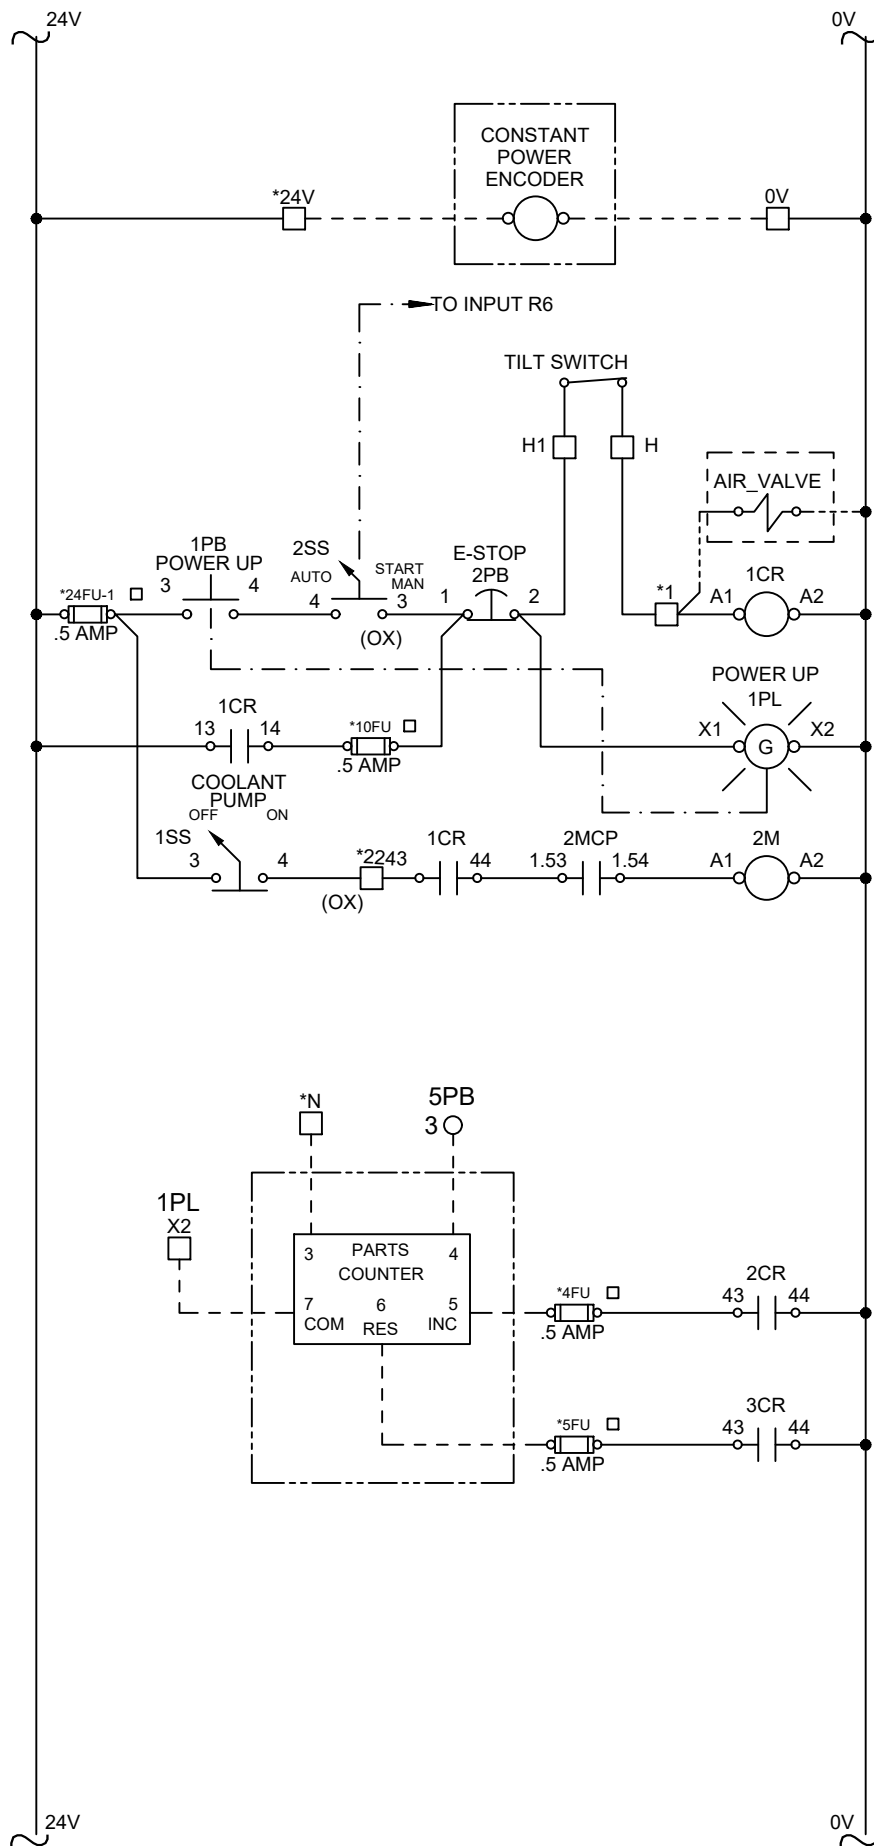 24V 0V
CONSTANT
POWER
ENCODER
*24V 0V
TO INPUT R6
TILT SWITCH
H1 H
AIR_VALVE
1PB
POWER UP
2SS
AUTO START
MAN
E-STOP
2PB
1CR
*24FU-1 3 4 4 3 1 2 *1 A1 A2
.5 AMP (OX)
POWER UP
1PL
1CR
13 14 *10FU X1 G X2
.5 AMP
COOLANT
PUMP
OFF ON
1SS 1CR 2MCP 2M
3 4 *2243 44 1.53 1.54 A1 A2
(OX)
*N 5PB
3
1PL
X2
3 PARTS 4
COUNTER
7 6 5
COM RES INC
*4FU
.5 AMP
2CR
43 44
*5FU
.5 AMP
3CR
43 44
24V 0V